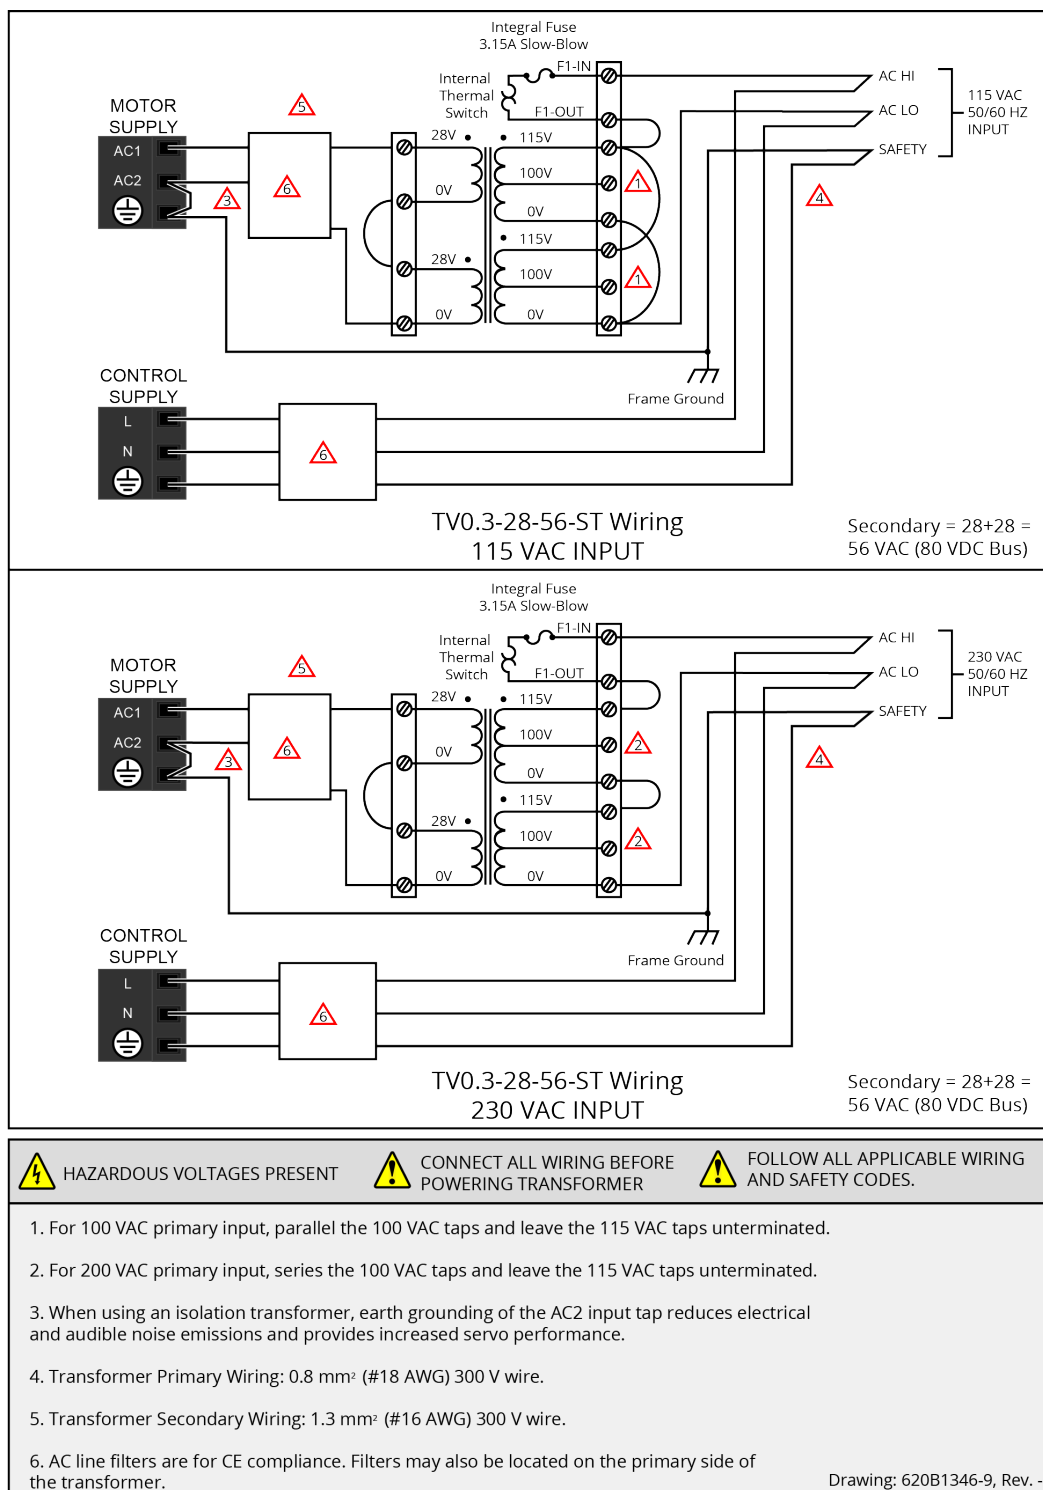 Integral Fuse
3.15A Slow-Blow
F1-IN
Internal
Thermal
Switch
F1-OUT
AC HI
AC LO
SAFETY
115 VAC
50/60 HZ
INPUT
MOTOR
SUPPLY
AC1
AC2
5
6
3
28V
0V
28V
0V
115V
100V
0V
115V
100V
0V
1
1
4
Frame Ground
CONTROL
SUPPLY
L
N
6
TV0.3-28-56-ST Wiring
115 VAC INPUT
Secondary = 28+28 =
56 VAC (80 VDC Bus)
Integral Fuse
3.15A Slow-Blow
F1-IN
Internal
Thermal
Switch
F1-OUT
AC HI
AC LO
SAFETY
230 VAC
50/60 HZ
INPUT
MOTOR
SUPPLY
AC1
AC2
5
6
3
28V
0V
28V
0V
115V
100V
0V
115V
100V
0V
2
2
4
Frame Ground
CONTROL
SUPPLY
L
N
6
TV0.3-28-56-ST Wiring
230 VAC INPUT
Secondary = 28+28 =
56 VAC (80 VDC Bus)
HAZARDOUS VOLTAGES PRESENT
CONNECT ALL WIRING BEFORE
POWERING TRANSFORMER
FOLLOW ALL APPLICABLE WIRING
AND SAFETY CODES.
1. For 100 VAC primary input, parallel the 100 VAC taps and leave the 115 VAC taps unterminated.
2. For 200 VAC primary input, series the 100 VAC taps and leave the 115 VAC taps unterminated.
3. When using an isolation transformer, earth grounding of the AC2 input tap reduces electrical
and audible noise emissions and provides increased servo performance.
4. Transformer Primary Wiring: 0.8 mm² (#18 AWG) 300 V wire.
5. Transformer Secondary Wiring: 1.3 mm² (#16 AWG) 300 V wire.
6. AC line filters are for CE compliance. Filters may also be located on the primary side of
the transformer.
Drawing: 620B1346-9, Rev. -